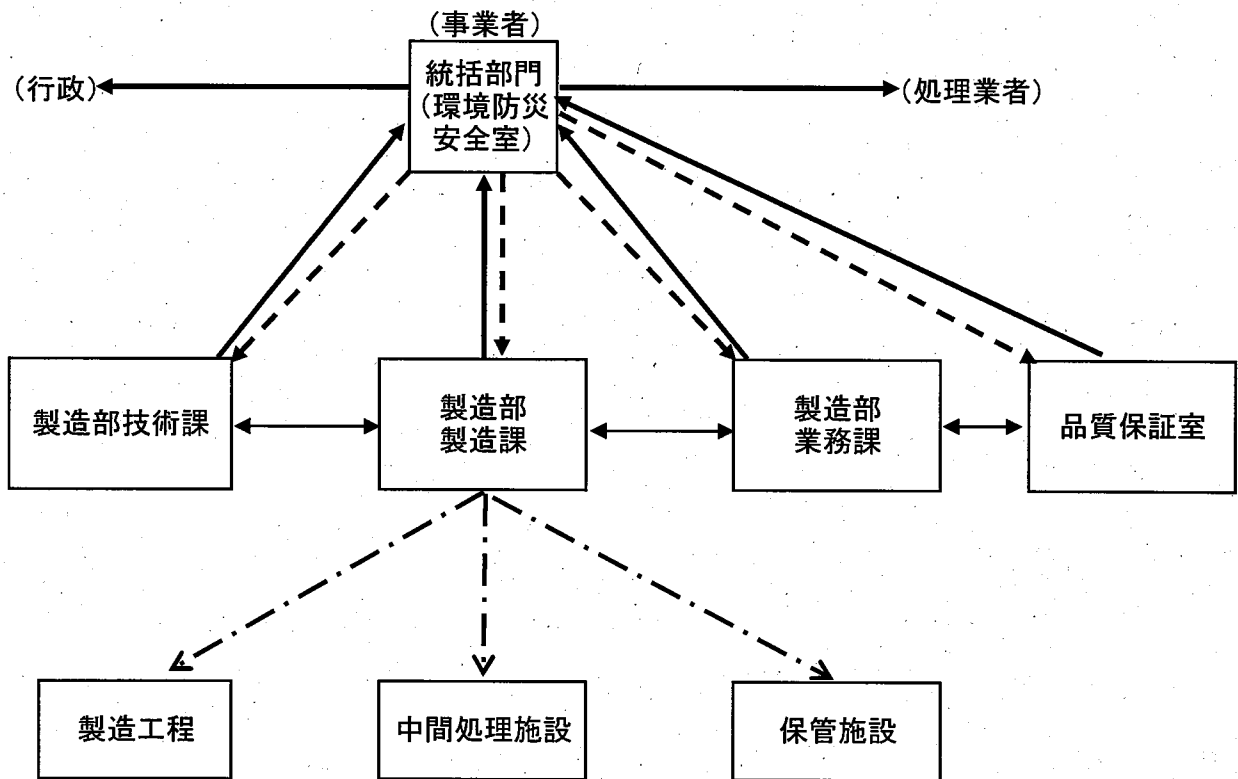 (事業者)
統括部門
(環境防災
安全室)
(行政)
(処理業者)
製造部技術課
製造部
製造課
製造部
業務課
品質保証室
製造工程
中間処理施設
保管施設